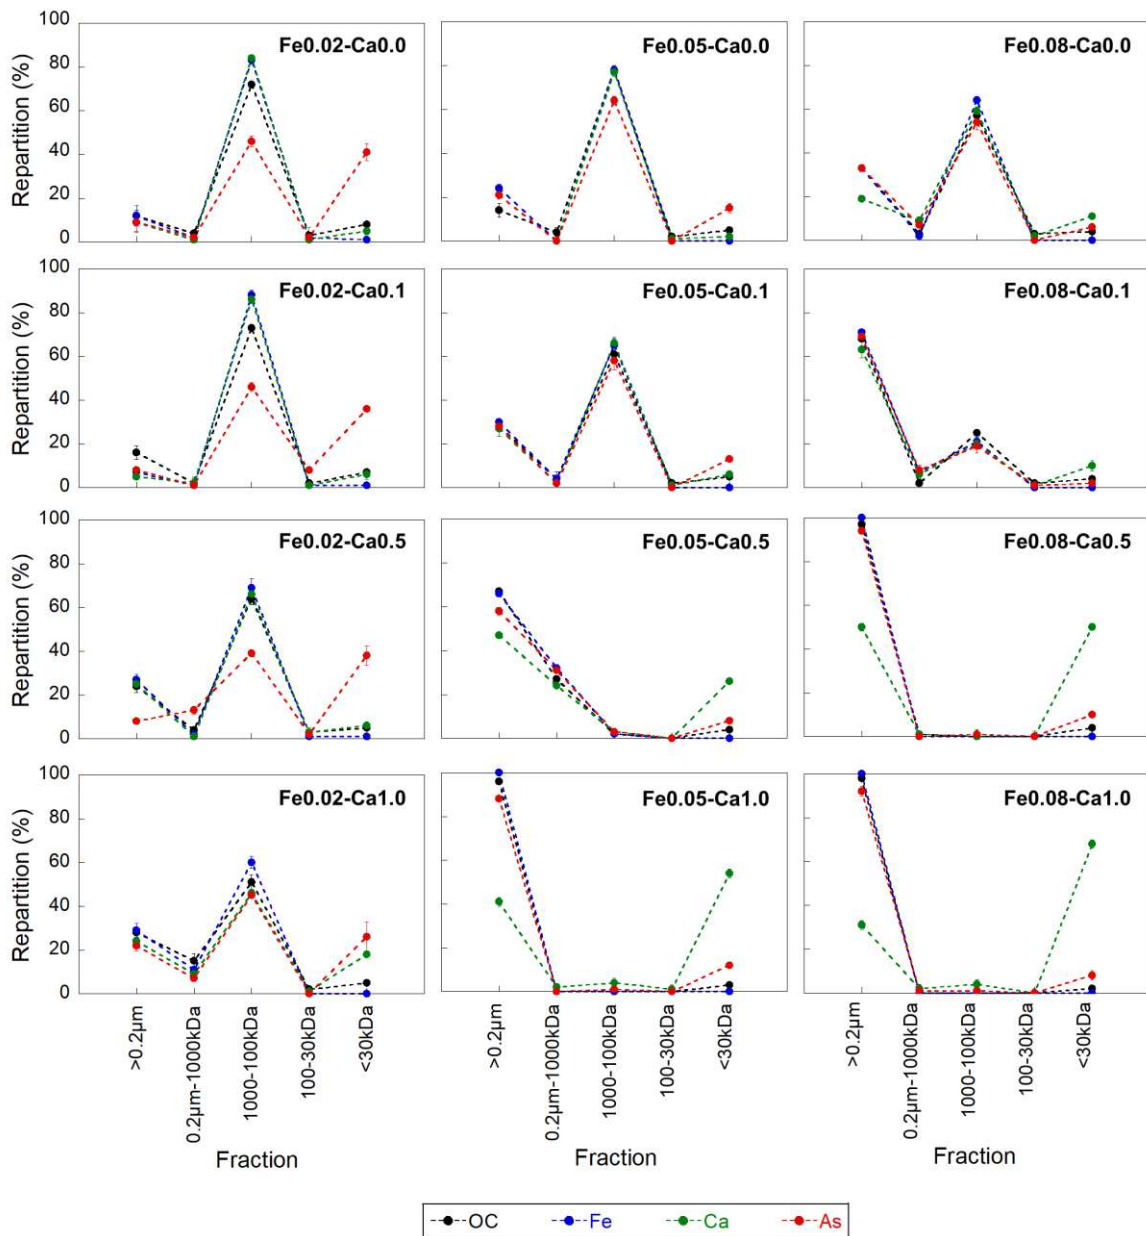 Fe0.02-Ca0.0
Fe0.05-Ca0.0
Fe0.08-Ca0.0
Repartition (%)
100
80
60
40
20
0
Fe0.02-Ca0.1
Fe0.05-Ca0.1
Fe0.08-Ca0.1
Repartition (%)
100
80
60
40
20
0
Fe0.02-Ca0.5
Fe0.05-Ca0.5
Fe0.08-Ca0.5
Repartition (%)
100
80
60
40
20
0
Fe0.02-Ca1.0
Fe0.05-Ca1.0
Fe0.08-Ca1.0
Repartition (%)
100
80
60
40
20
0
>0.2µm
0.2µm-1000kDa
1000-100kDa
100-30kDa
<30kDa
>0.2µm
0.2µm-1000kDa
1000-100kDa
100-30kDa
<30kDa
>0.2µm
0.2µm-1000kDa
1000-100kDa
100-30kDa
<30kDa
Fraction
Fraction
Fraction
OC Fe Ca As